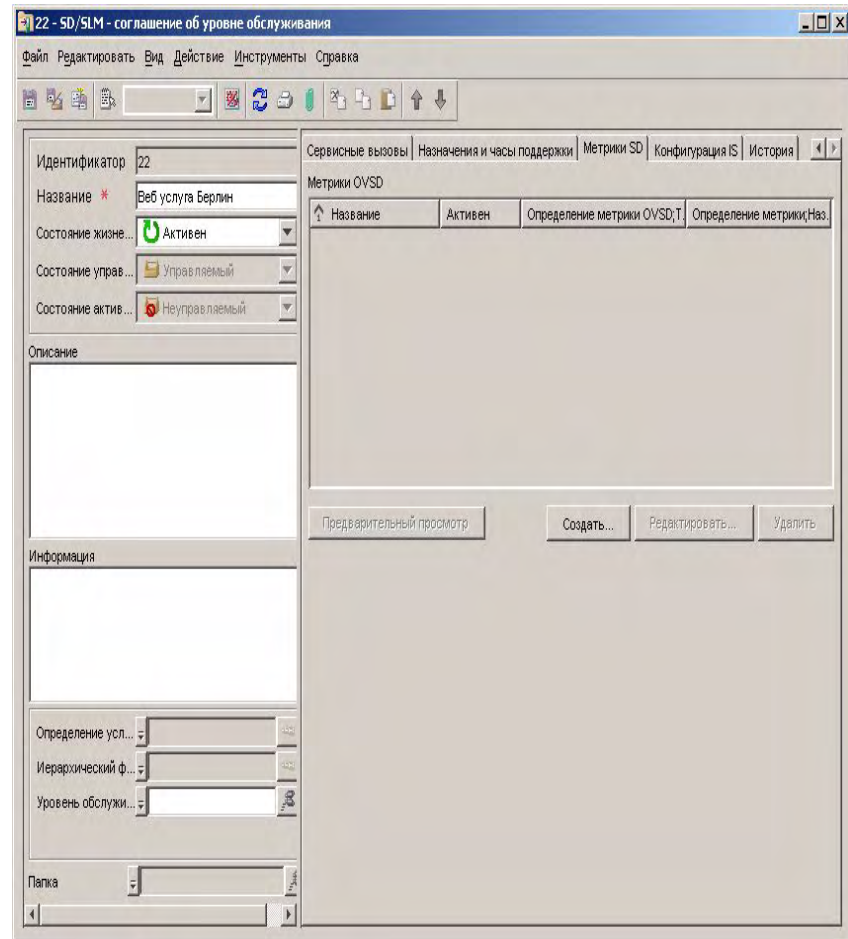 22 - SD/SLM - соглашение об уровне обслуживания
Файл Редактировать Вид Действие Инструменты Справка
Идентификатор 22
Название * Веб услуга Берлин
Состояние жизне... Активен
Состояние управ... Управляемый
Состояние актив... Неуправляемый
Описание
Информация
Определение усл...
Иерархический ф...
Уровень обслужи...
Папка
Сервисные вызовы Назначения и часы поддержки Метрики SD Конфигурация IS История
Метрики OVSD
Название Активен Определение метрики OVSD;Т. Определение метрики;Наз.
Предварительный просмотр Создать... Редактировать... Удалить